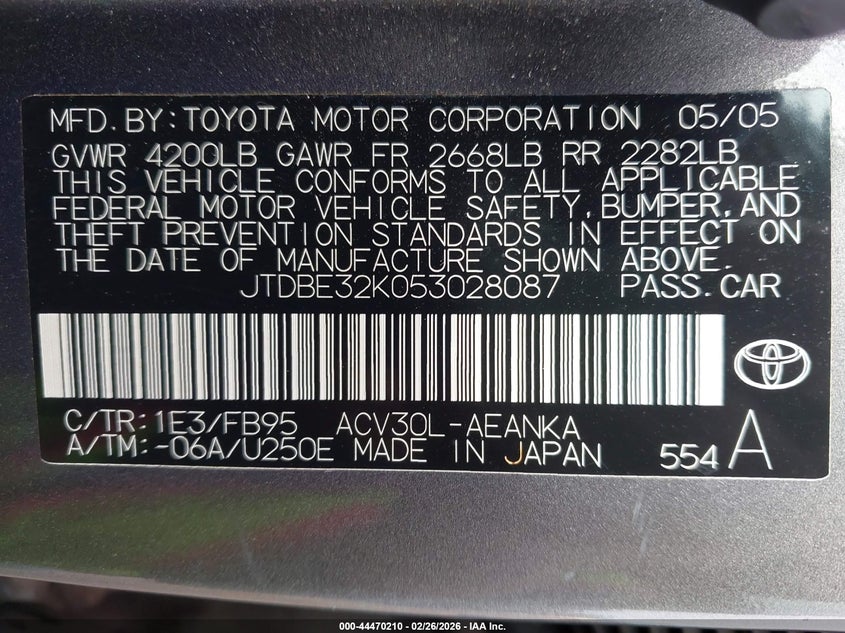 MFD.BY:TOYOTA MOTOR CORPORATION 05/05
GVWR 4200LB GAWR FR 2668LB RR 2282LB
THIS VEHICLE CONFORMS TO ALL APPLICABLE
FEDERAL MOTOR VEHICLE SAFETY,BUMPER,AND
THEFT PREVENTION STANDARDS IN EFFECT ON
THE DATE OF MANUFACTURE SHOWN ABOVE.
JTDBE32K053028087 PASS.CAR
C/TR:1E3/FB95 ACV30L-AEANKA
A/TM:-06A/U250E MADE IN JAPAN 554 A
000-44470210 - 02/26/2026 - IAA Inc.